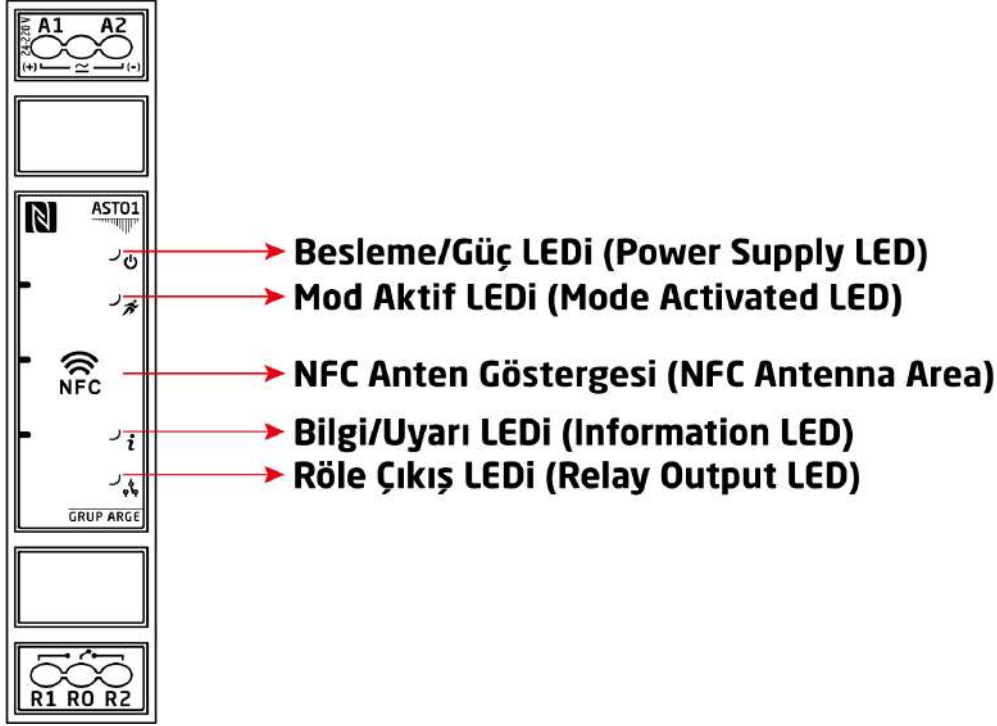 A1 A2
24-220V
(+) (-)
AST01
Besleme/Güç LEDi (Power Supply LED)
Mod Aktif LEDi (Mode Activated LED)
NFC
NFC Anten Göstergesi (NFC Antenna Area)
i
Bilgi/Uyarı LEDi (Information LED)
Röle Çıkış LEDi (Relay Output LED)
GRUP ARGE
R1 R0 R2